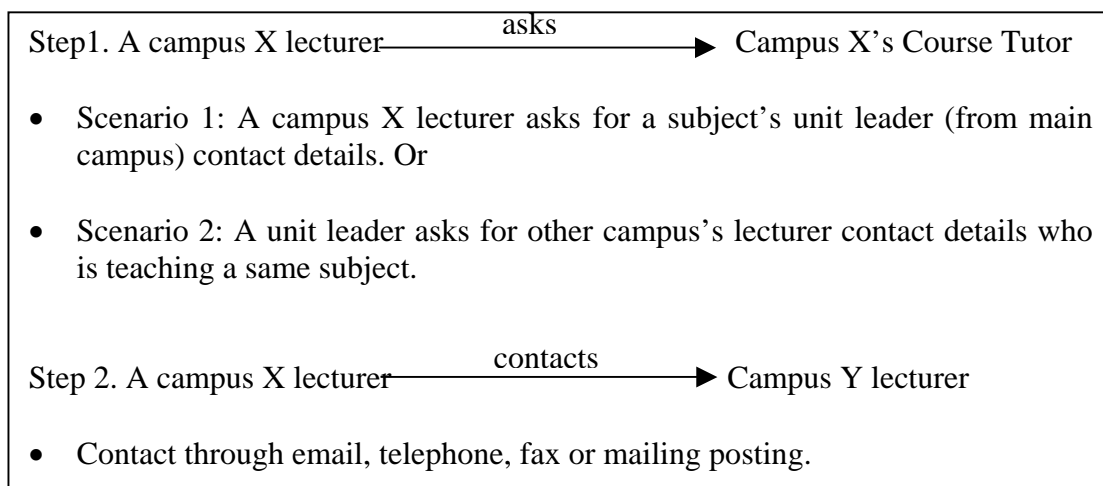 Step1. A campus X lecturer asks Campus X’s Course Tutor
• Scenario 1: A campus X lecturer asks for a subject’s unit leader (from main
campus) contact details. Or
• Scenario 2: A unit leader asks for other campus’s lecturer contact details who
is teaching a same subject.
Step 2. A campus X lecturer contacts Campus Y lecturer
• Contact through email, telephone, fax or mailing posting.